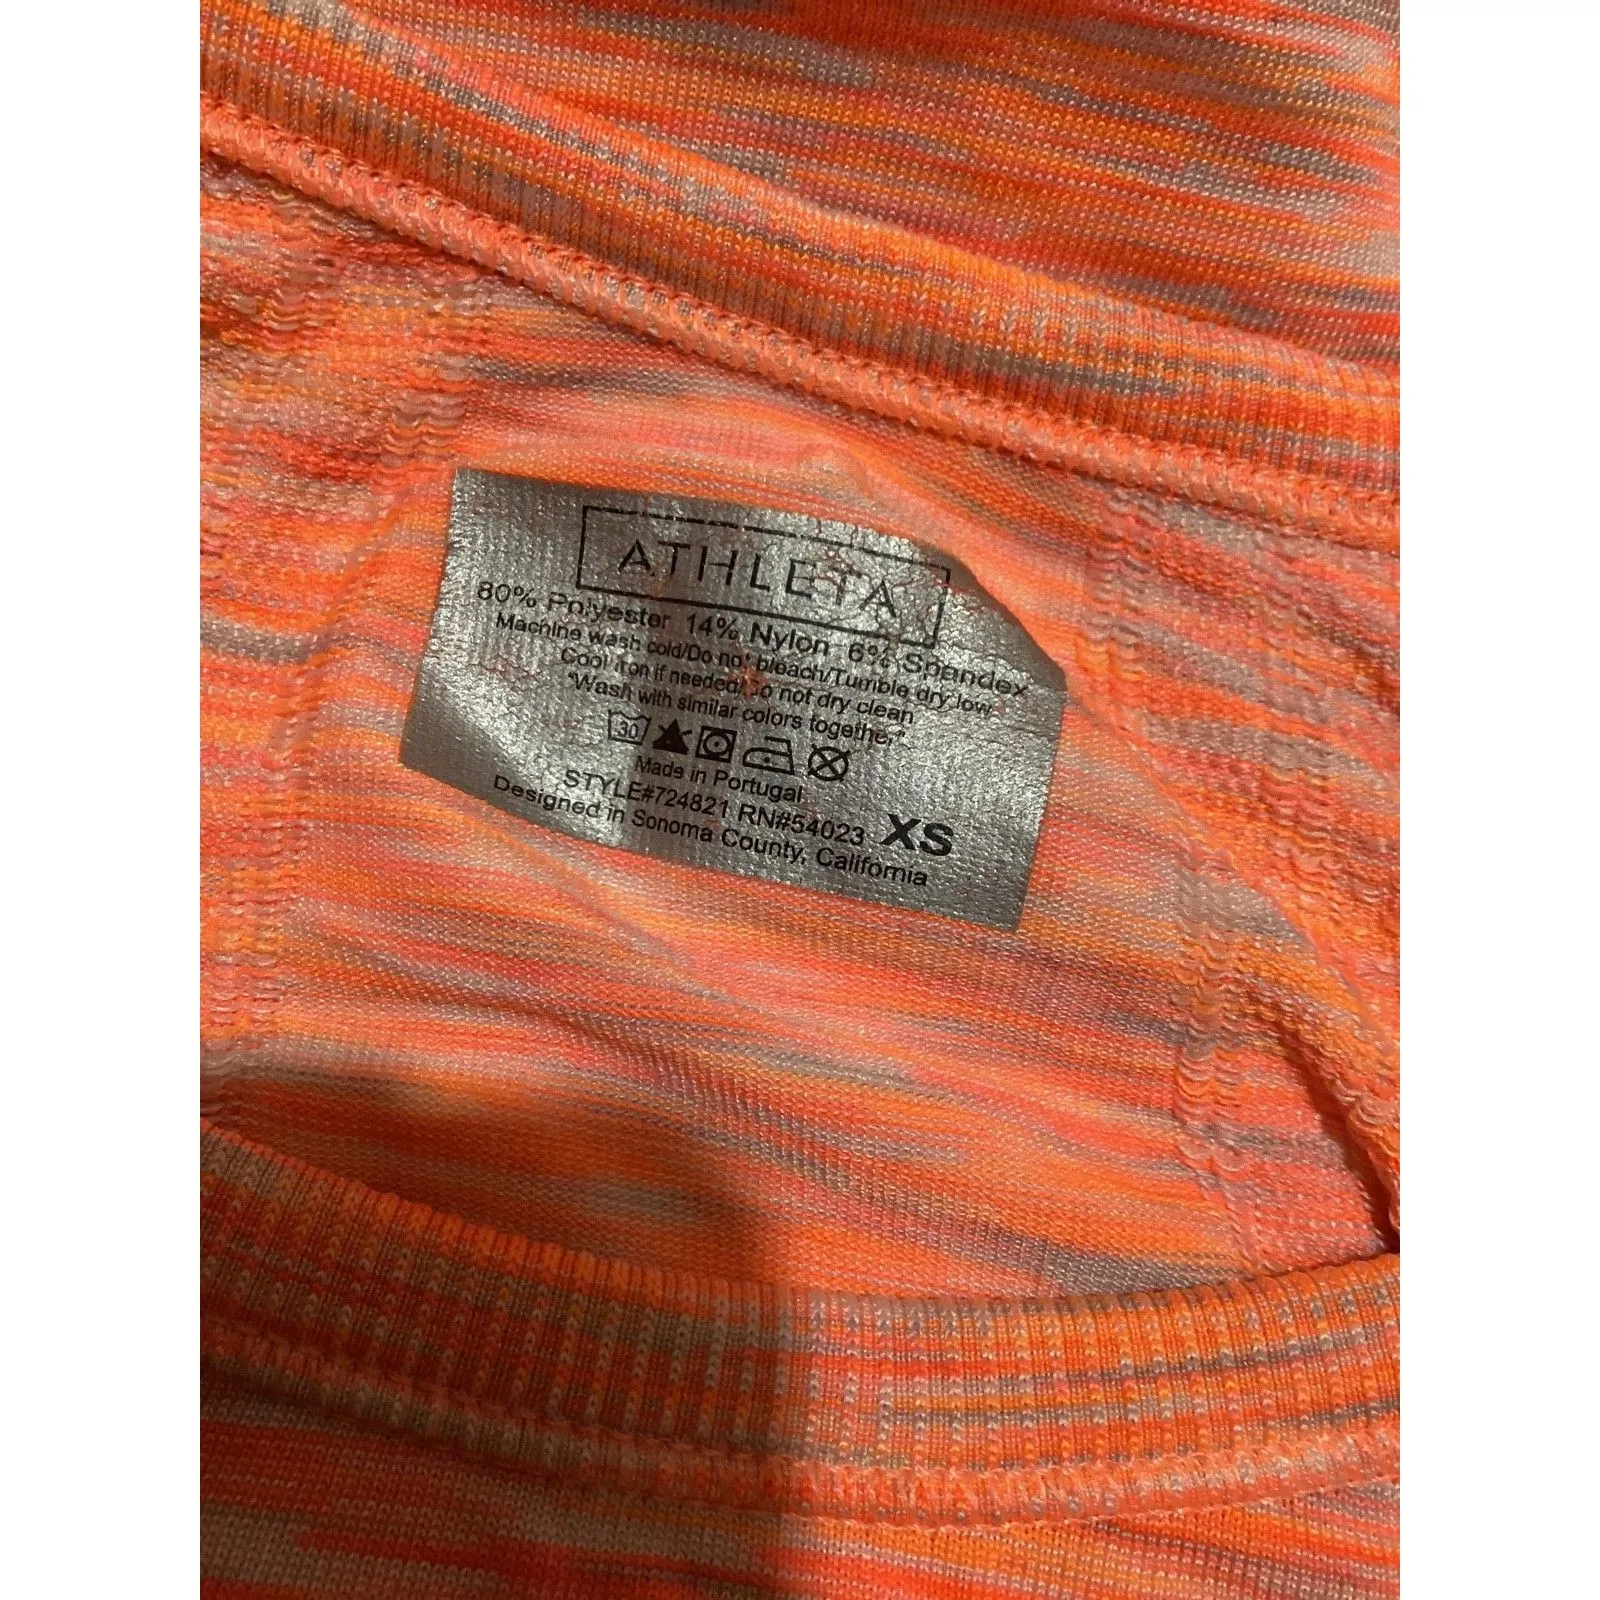 ATHLETA
80% Polyester 14% Nylon 6% Spandex
Machine wash cold/Do not bleach/Tumble dry low
Cool iron if needed/Do not dry clean
*Wash with similar colors together*
30
Made in Portugal
STYLE#724821 RN#54023 XS
Designed in Sonoma County, California